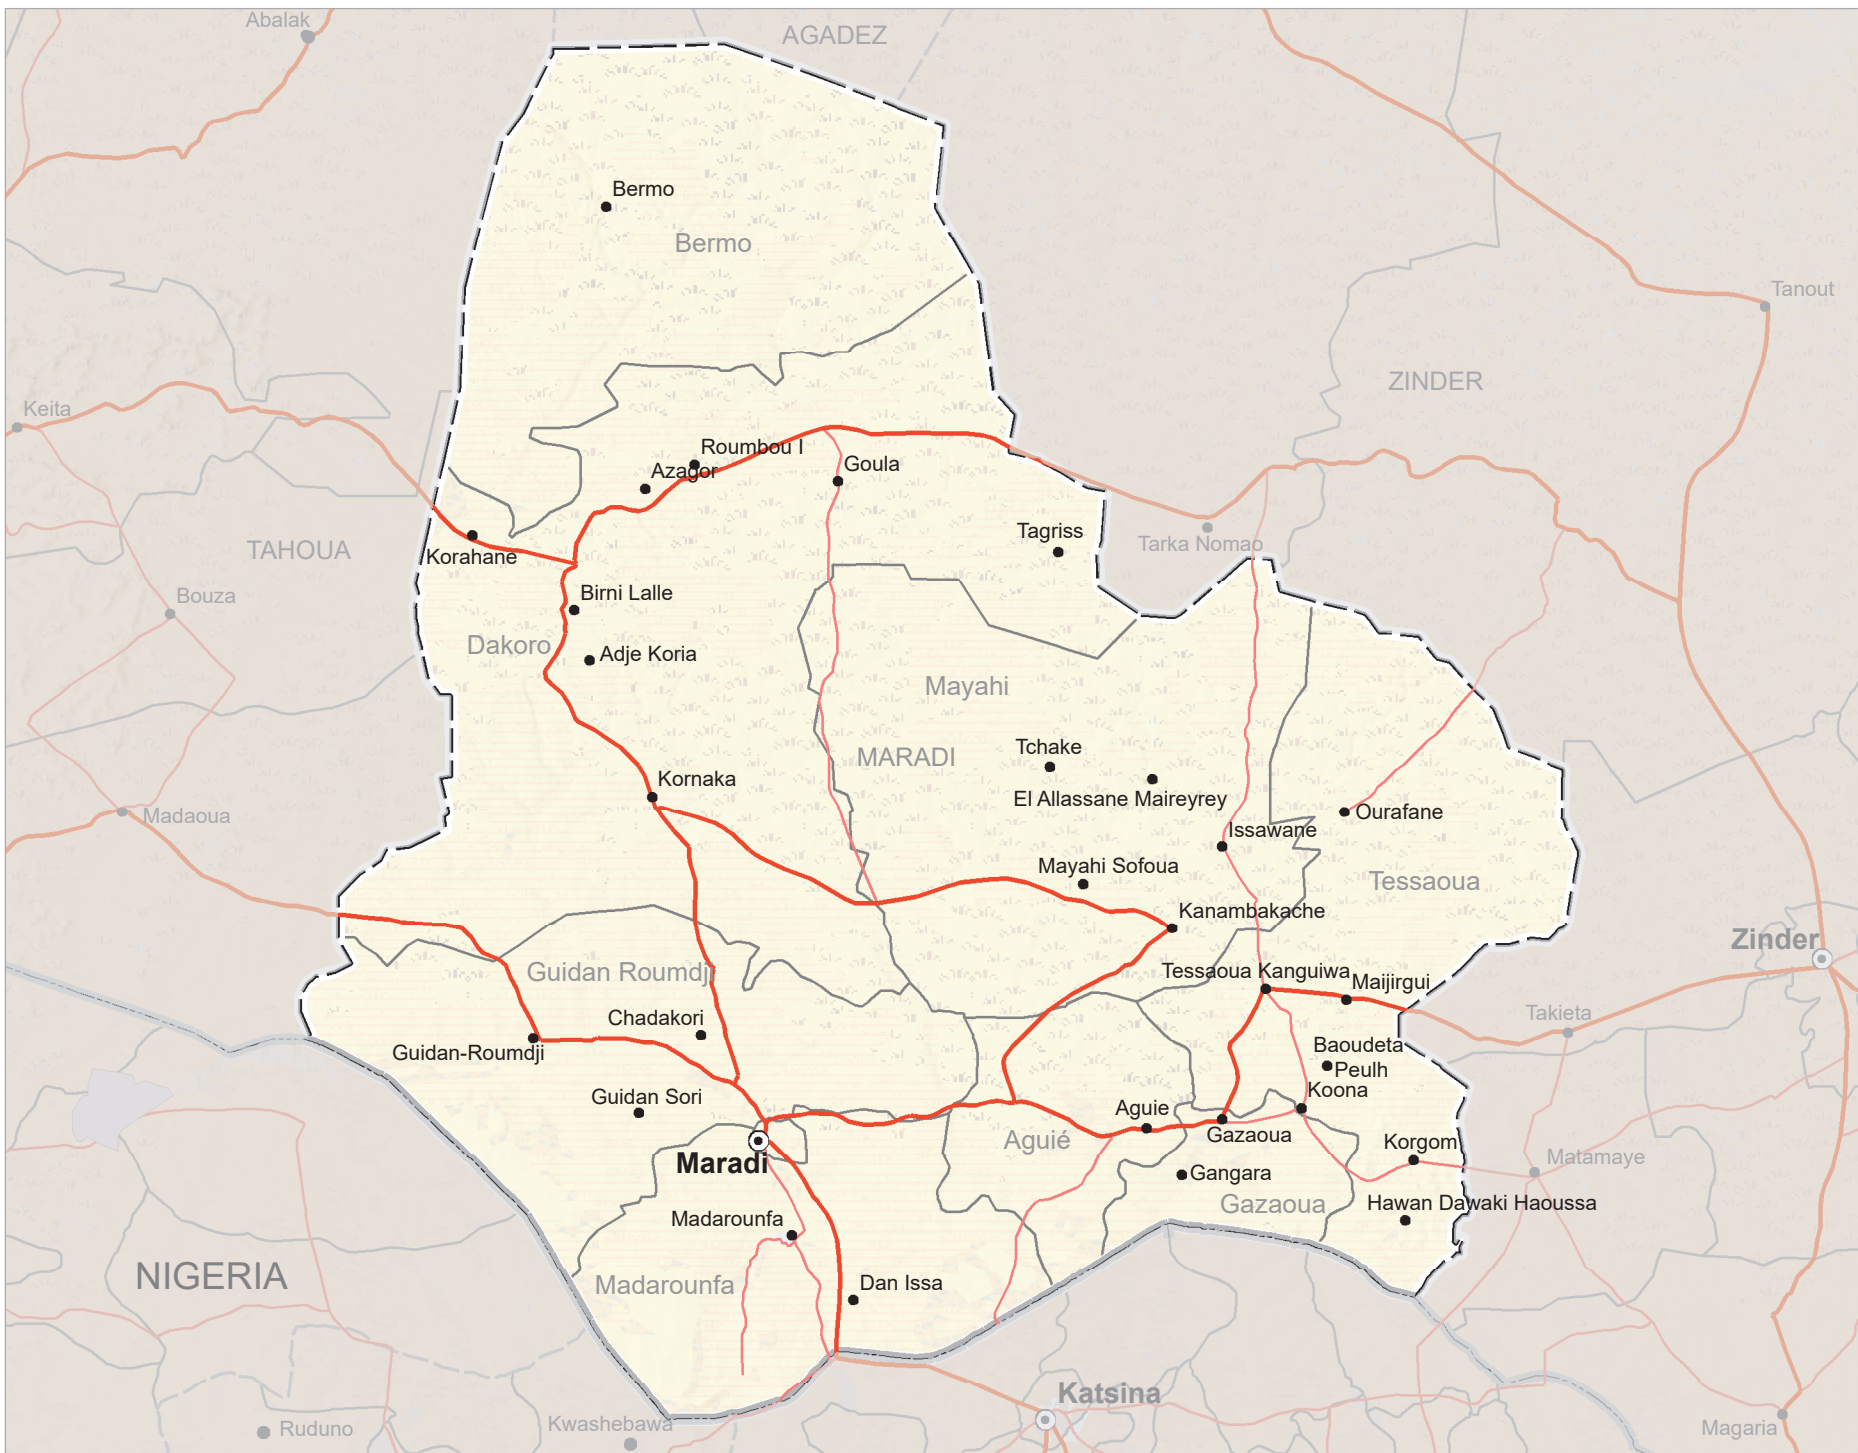 Abalak
AGADEZ
Bermo
Bermo
Tanout
ZINDER
Keita
Roumbou I
Goula
Azagor
Tagriss
Tarka Nomao
TAHOUA
Korahane
Birni Lalle
Bouza
Dakoro
Adje Koria
Mayahi
Tchake
MARADI
Kornaka
El Allassane Maireyrey
Ourafane
Madaoua
Issawane
Mayahi Sofoua
Tessaoua
Kanambakache
Zinder
Guidan Roumdji
Tessaoua Kanguiwa
Maijirgui
Takieta
Chadakori
Baoudeta
Peulh
Guidan-Roumdji
Koona
Guidan Sori
Aguie
Gazaoua
Aguié
Korgom
Matamaye
Maradi
Gangara
Gazaoua
Hawan Dawaki Haoussa
Madarounfa
NIGERIA
Madarounfa
Dan Issa
Katsina
Ruduno
Kwashebawa
Magaria